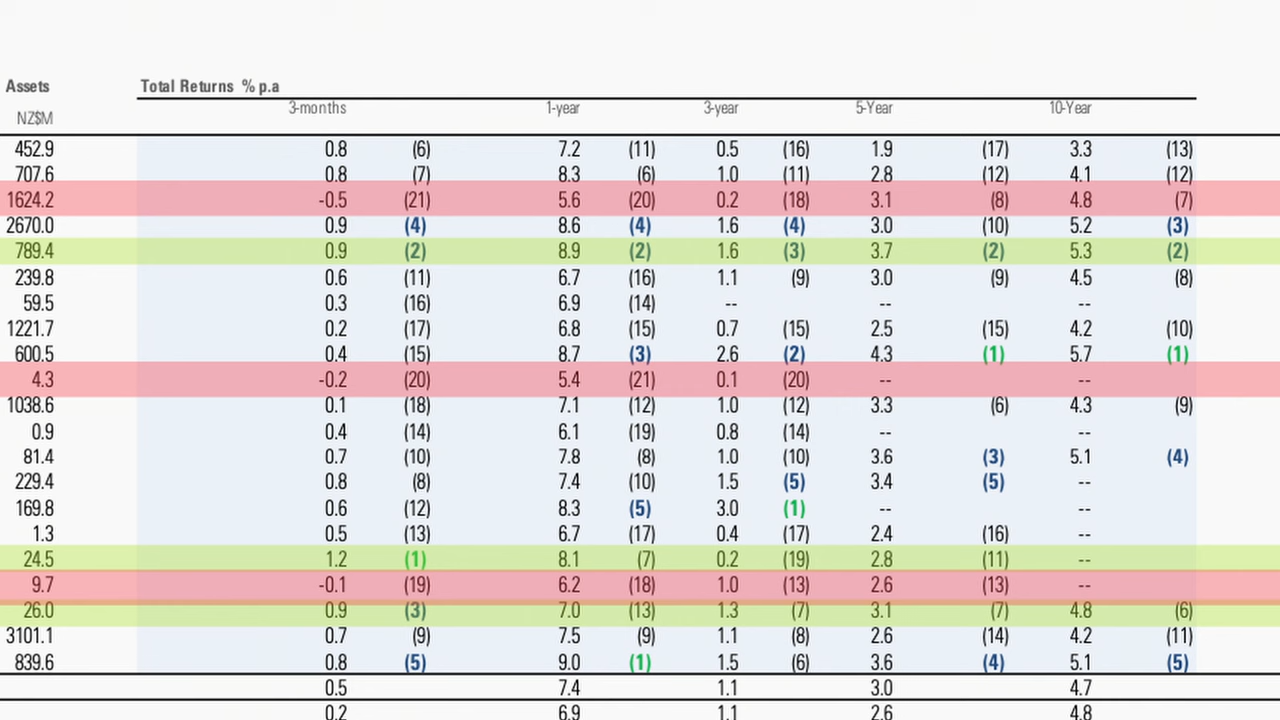 Assets Total Returns % p.a
NZ$M 3-months 1-year 3-year 5-Year 10-Year
452.9 0.8 (6) 7.2 (11) 0.5 (16) 1.9 (17) 3.3 (13)
707.6 0.8 (7) 8.3 (6) 1.0 (11) 2.8 (12) 4.1 (12)
1624.2 -0.5 (21) 5.6 (20) 0.2 (18) 3.1 (8) 4.8 (7)
2670.0 0.9 (4) 8.6 (4) 1.6 (4) 3.0 (10) 5.2 (3)
789.4 0.9 (2) 8.9 (2) 1.6 (3) 3.7 (2) 5.3 (2)
239.8 0.6 (11) 6.7 (16) 1.1 (9) 3.0 (9) 4.5 (8)
59.5 0.3 (16) 6.9 (14) -- -- --
1221.7 0.2 (17) 6.8 (15) 0.7 (15) 2.5 (15) 4.2 (10)
600.5 0.4 (15) 8.7 (3) 2.6 (2) 4.3 (1) 5.7 (1)
4.3 -0.2 (20) 5.4 (21) 0.1 (20) -- --
1038.6 0.1 (18) 7.1 (12) 1.0 (12) 3.3 (6) 4.3 (9)
0.9 0.4 (14) 6.1 (19) 0.8 (14) -- --
81.4 0.7 (10) 7.8 (8) 1.0 (10) 3.6 (3) 5.1 (4)
229.4 0.8 (8) 7.4 (10) 1.5 (5) 3.4 (5) --
169.8 0.6 (12) 8.3 (5) 3.0 (1) -- --
1.3 0.5 (13) 6.7 (17) 0.4 (17) 2.4 (16) --
24.5 1.2 (1) 8.1 (7) 0.2 (19) 2.8 (11) --
9.7 -0.1 (19) 6.2 (18) 1.0 (13) 2.6 (13) --
26.0 0.9 (3) 7.0 (13) 1.3 (7) 3.1 (7) 4.8 (6)
3101.1 0.7 (9) 7.5 (9) 1.1 (8) 2.6 (14) 4.2 (11)
839.6 0.8 (5) 9.0 (1) 1.5 (6) 3.6 (4) 5.1 (5)
0.5 7.4 1.1 3.0 4.7
0.2 6.9 1.1 2.6 4.8